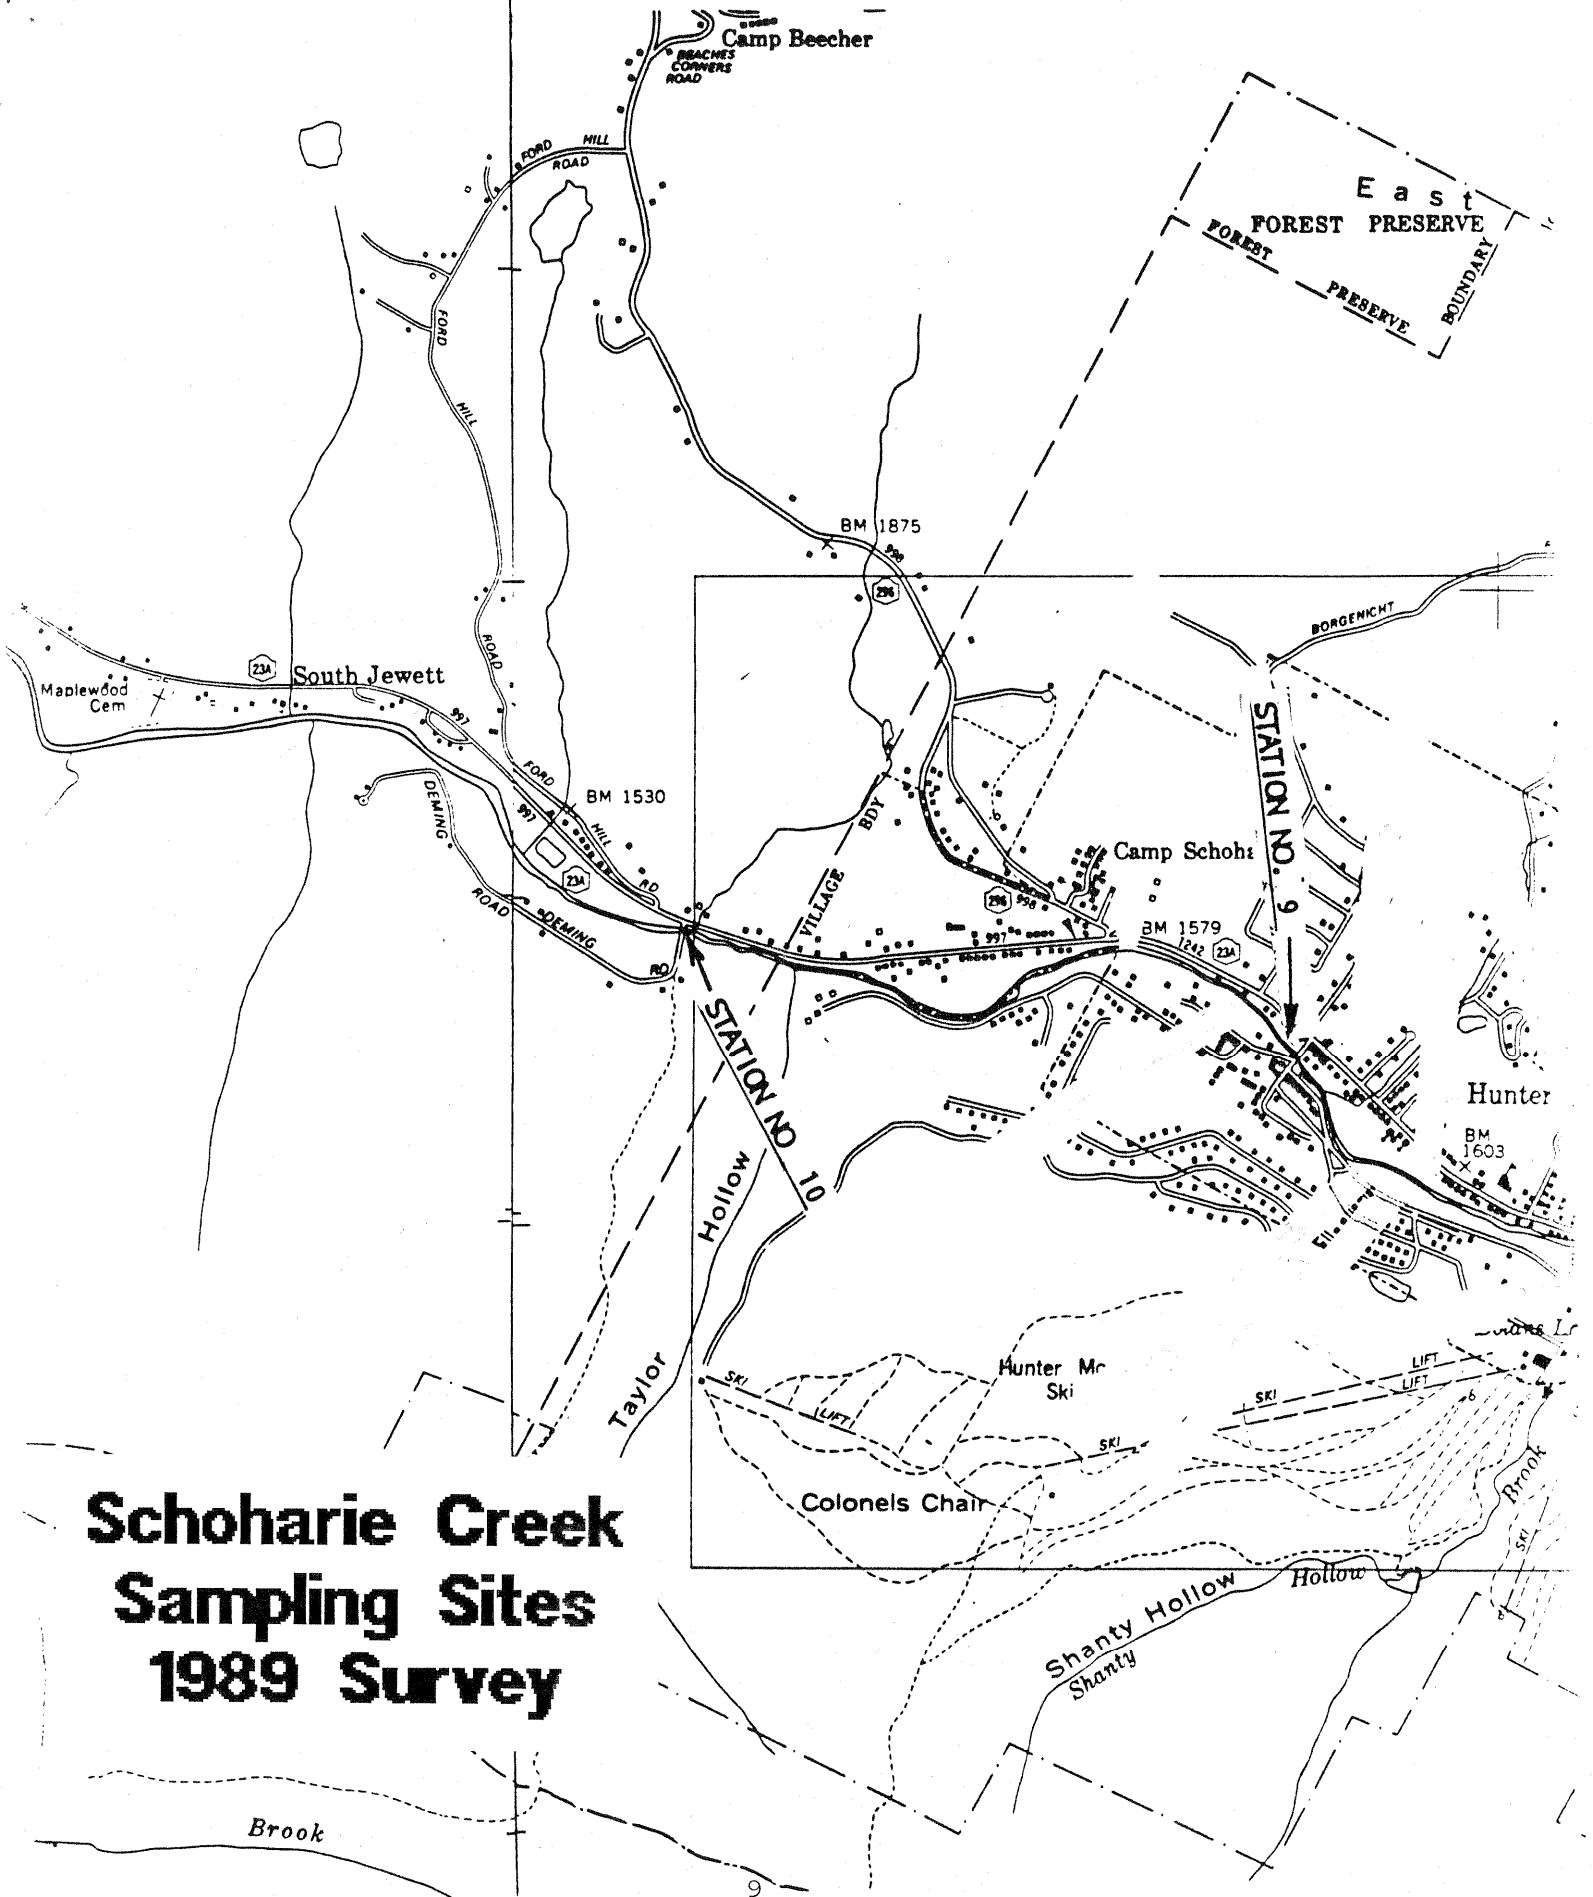 Camp Beecher
BEACHES
CORNERS
ROAD
FORD HILL
ROAD
East
FOREST PRESERVE
FOREST
PRESERVE
BOUNDARY
FORD
HILL
ROAD
BM 1875
998
296
BORGENICHT
23A
South Jewett
Maplewood
Cem
997
FORD
HILL
RD
BM 1530
997
23A
DEMING
ROAD
DEMING
RD
VILLAGE
BDY
Camp Schoha
296
998
997
BM 1579
1242
23A
STATION NO. 9
STATION NO 10
Hunter
BM
1603
Hollow
Taylor
SKI
LIFT
Hunter
Ski
SKI
SKI
LIFT
LIFT
6
Colonels Chair
Brook
SKI
Shanty Hollow
Hollow
Shanty
Schoharie Creek
Sampling Sites
1989 Survey
Brook
9